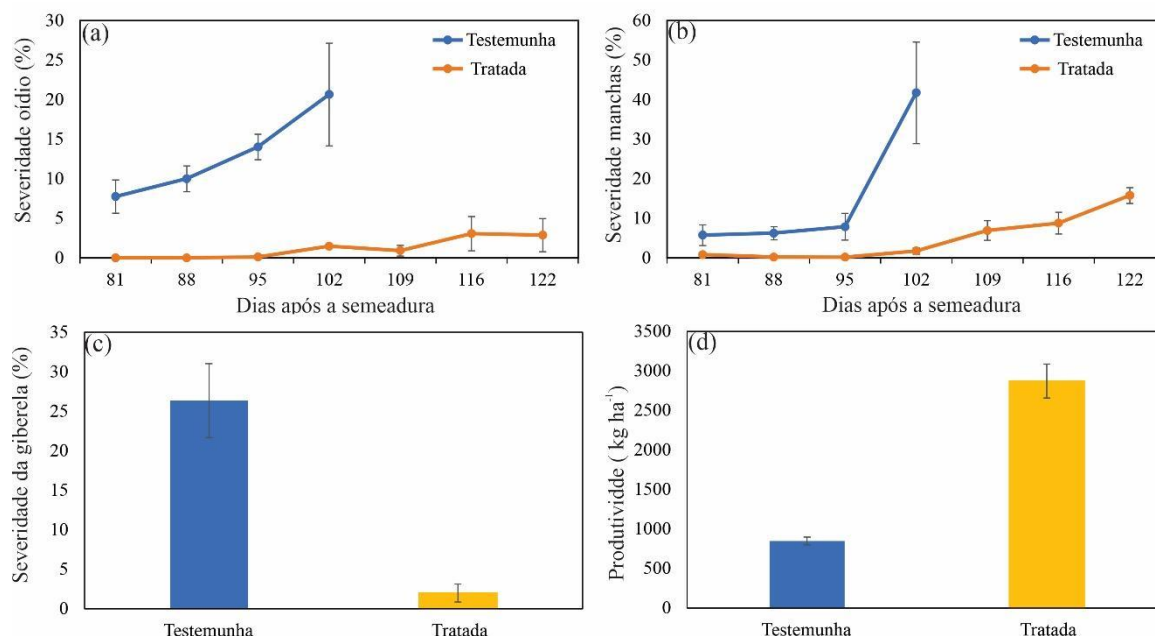 (a)
Severidade oídio (%)
30
25
20
15
10
5
0
Testemunha
Tratada
81 88 95 102 109 116 122
Dias após a semeadura
(b)
Severidade manchas (%)
60
50
40
30
20
10
0
Testemunha
Tratada
81 88 95 102 109 116 122
Dias após a semeadura
(c)
Severidade da giberela (%)
35
30
25
20
15
10
5
0
Testemunha Tratada
(d)
Produtividde ( kg ha-1)
3500
3000
2500
2000
1500
1000
500
0
Testemunha Tratada